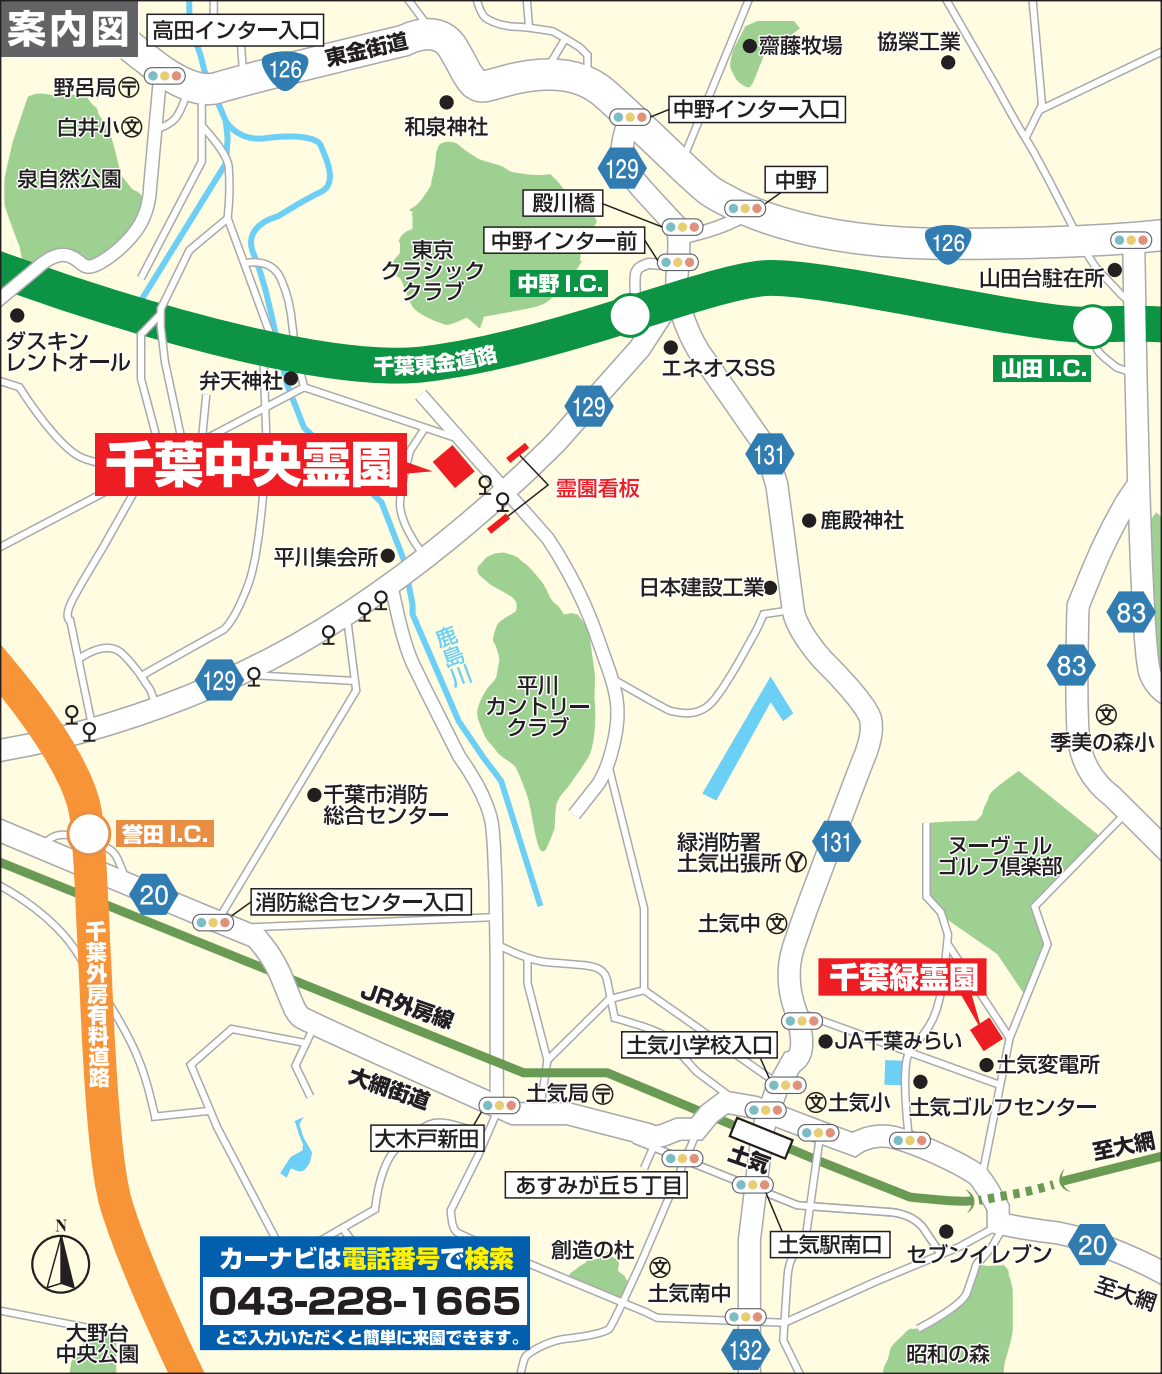 案内図
高田インター入口
東金街道
126
野呂局
白井小
文
泉自然公園
和泉神社
齋藤牧場
協榮工業
中野インター入口
129
中野
殿川橋
中野インター前
東京
クラシック
クラブ
中野 I.C.
126
山田台駐在所
山田 I.C.
ダスキン
レントオール
千葉東金道路
弁天神社
エネオスSS
129
千葉中央霊園
霊園看板
131
鹿殿神社
平川集会所
日本建設工業
鹿島川
83
83
129
平川
カントリー
クラブ
文
季美の森小
千葉市消防
総合センター
誉田 I.C.
緑消防署
土気出張所
131
ヌーヴェル
ゴルフ倶楽部
20
消防総合センター入口
土気中
文
千葉外房有料道路
千葉緑霊園
JR外房線
土気小学校入口
JA千葉みらい
土気変電所
大網街道
土気局
文
土気小
土気ゴルフセンター
大木戸新田
土気
至大網
あすみが丘5丁目
土気駅南口
セブンイレブン
20
N
創造の杜
文
土気南中
至大網
カーナビは電話番号で検索
043-228-1665
とご入力いただくと簡単に来園できます。
大野台
中央公園
132
昭和の森